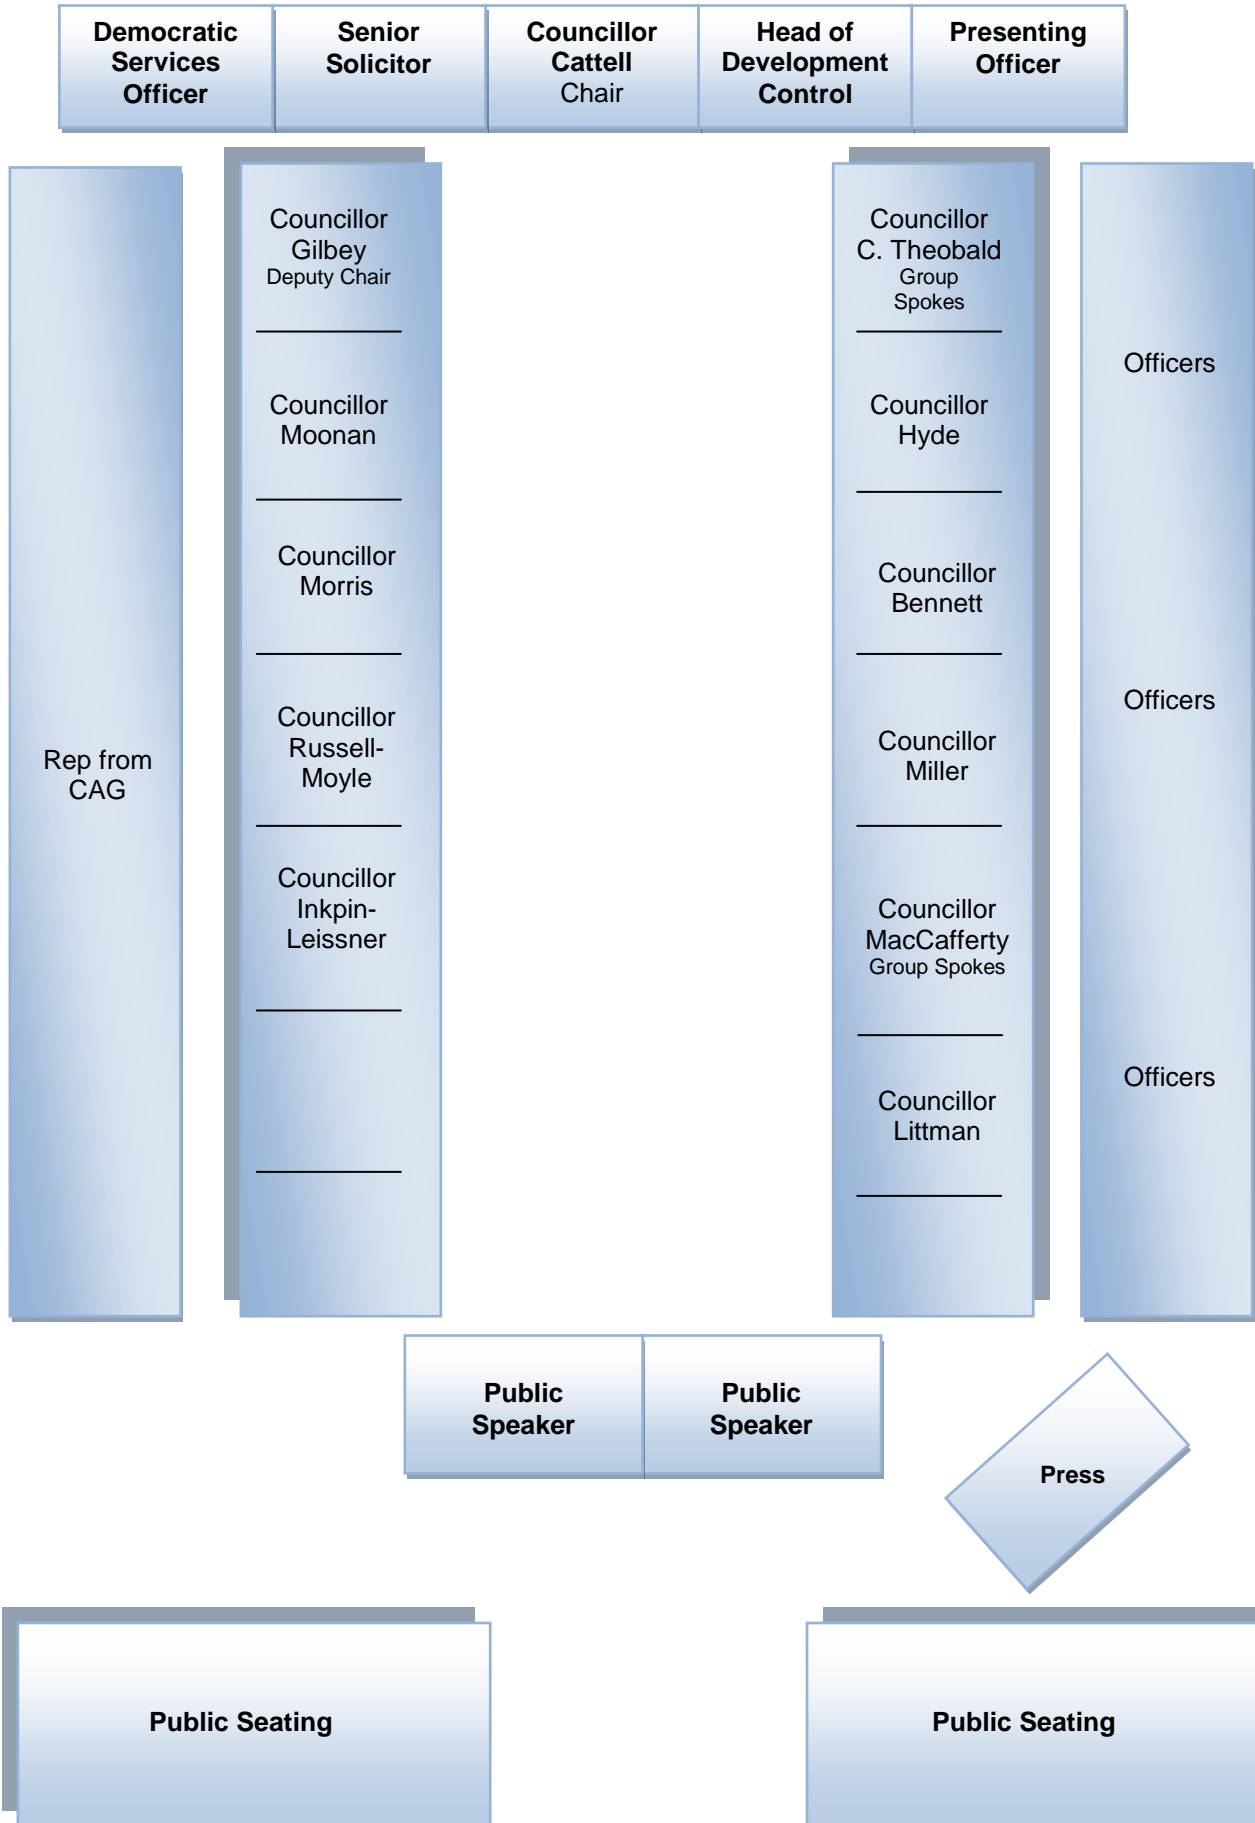 Democratic
Services
Officer
Senior
Solicitor
Councillor
Cattell
Chair
Head of
Development
Control
Presenting
Officer
Rep from
CAG
Councillor
Gilbey
Deputy Chair
Councillor
Moonan
Councillor
Morris
Councillor
Russell-
Moyle
Councillor
Inkpin-
Leissner
Councillor
C. Theobald
Group
Spokes
Councillor
Hyde
Councillor
Bennett
Councillor
Miller
Councillor
MacCafferty
Group Spokes
Councillor
Littman
Officers
Officers
Officers
Public
Speaker
Public
Speaker
Press
Public Seating
Public Seating